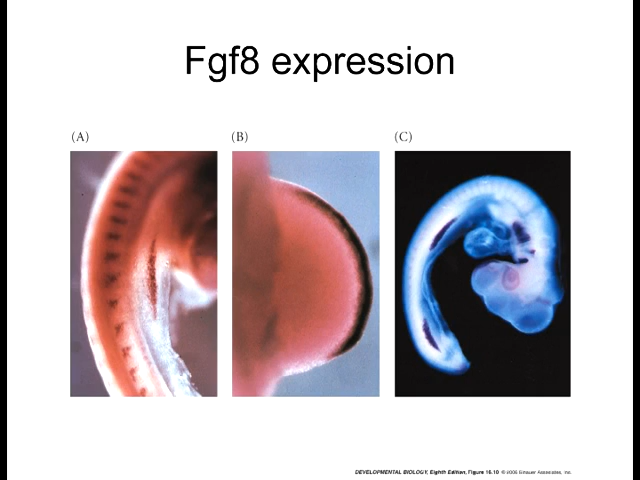 Fgf8 expression
(A)
(B)
(C)
DEVELOPMENTAL BIOLOGY, Eighth Edition, Figure 16.10 © 2006 Sinauer Associates, Inc.